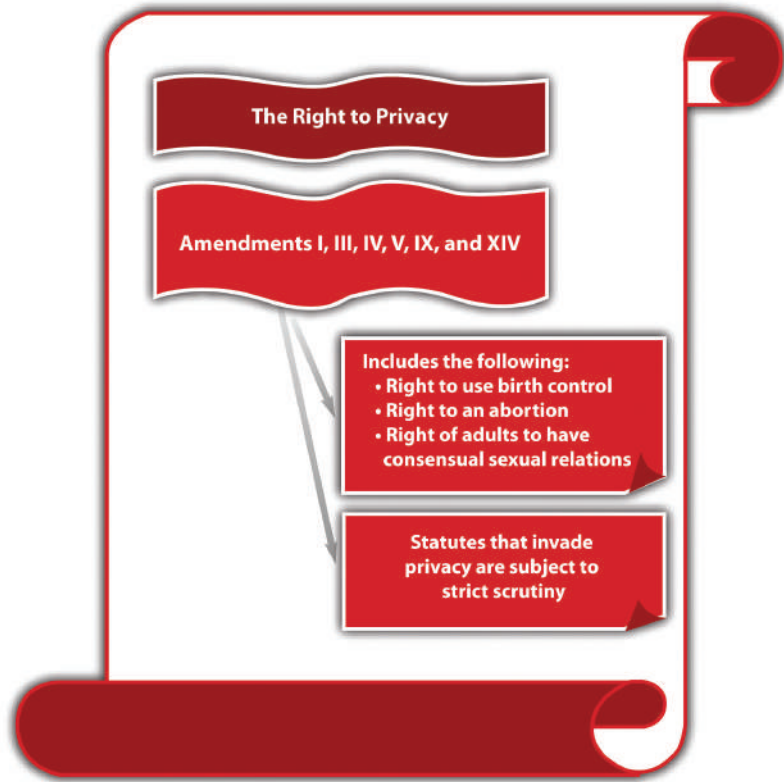 The Right to Privacy
Amendments I, III, IV, V, IX, and XIV
Includes the following:
• Right to use birth control
• Right to an abortion
• Right of adults to have
consensual sexual relations
Statutes that invade
privacy are subject to
strict scrutiny